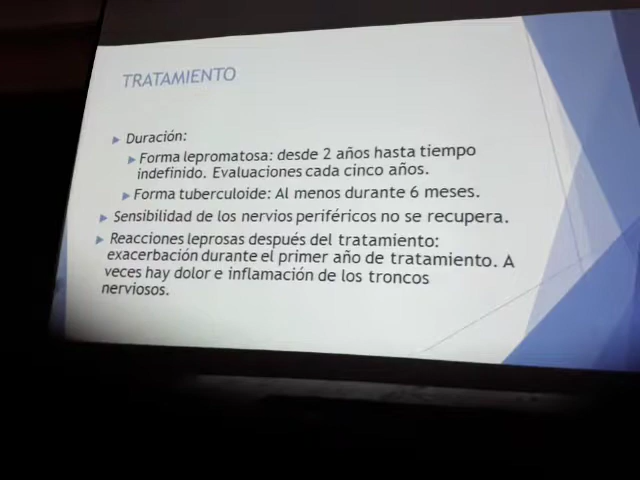 TRATAMIENTO
Duración:
Forma lepromatosa: desde 2 años hasta tiempo
indefinido. Evaluaciones cada cinco años.
Forma tuberculoide: Al menos durante 6 meses.
Sensibilidad de los nervios periféricos no se recupera.
Reacciones leprosas después del tratamiento:
exacerbación durante el primer año de tratamiento. A
veces hay dolor e inflamación de los troncos
nerviosos.